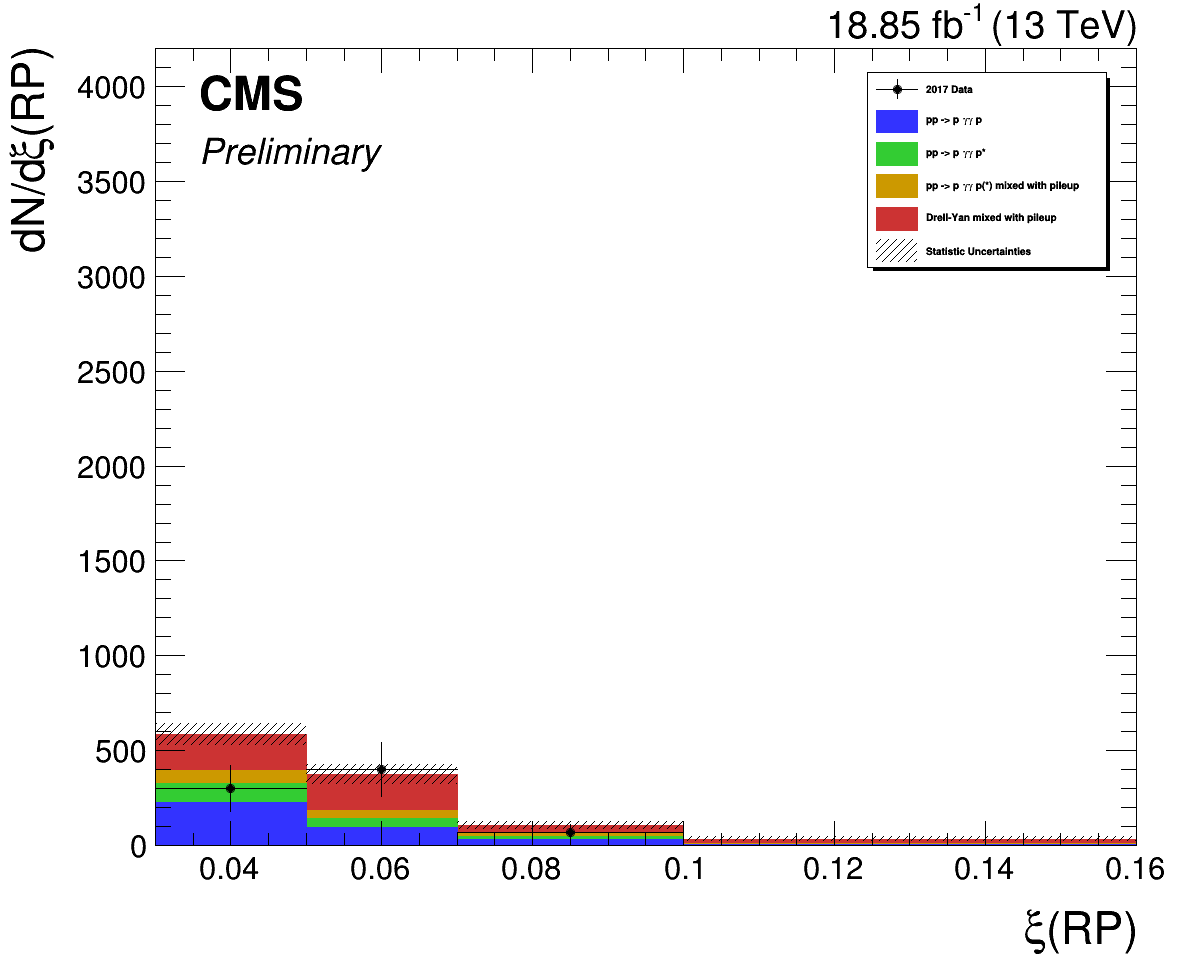 18.85 fb⁻¹ (13 TeV)
dN/dξ(RP)
CMS
Preliminary
2017 Data
pp -> p γγ p
pp -> p γγ p*
pp -> p γγ p(*) mixed with pileup
Drell-Yan mixed with pileup
Statistic Uncertainties
4000
3500
3000
2500
2000
1500
1000
500
0
0.04 0.06 0.08 0.1 0.12 0.14 0.16
ξ(RP)